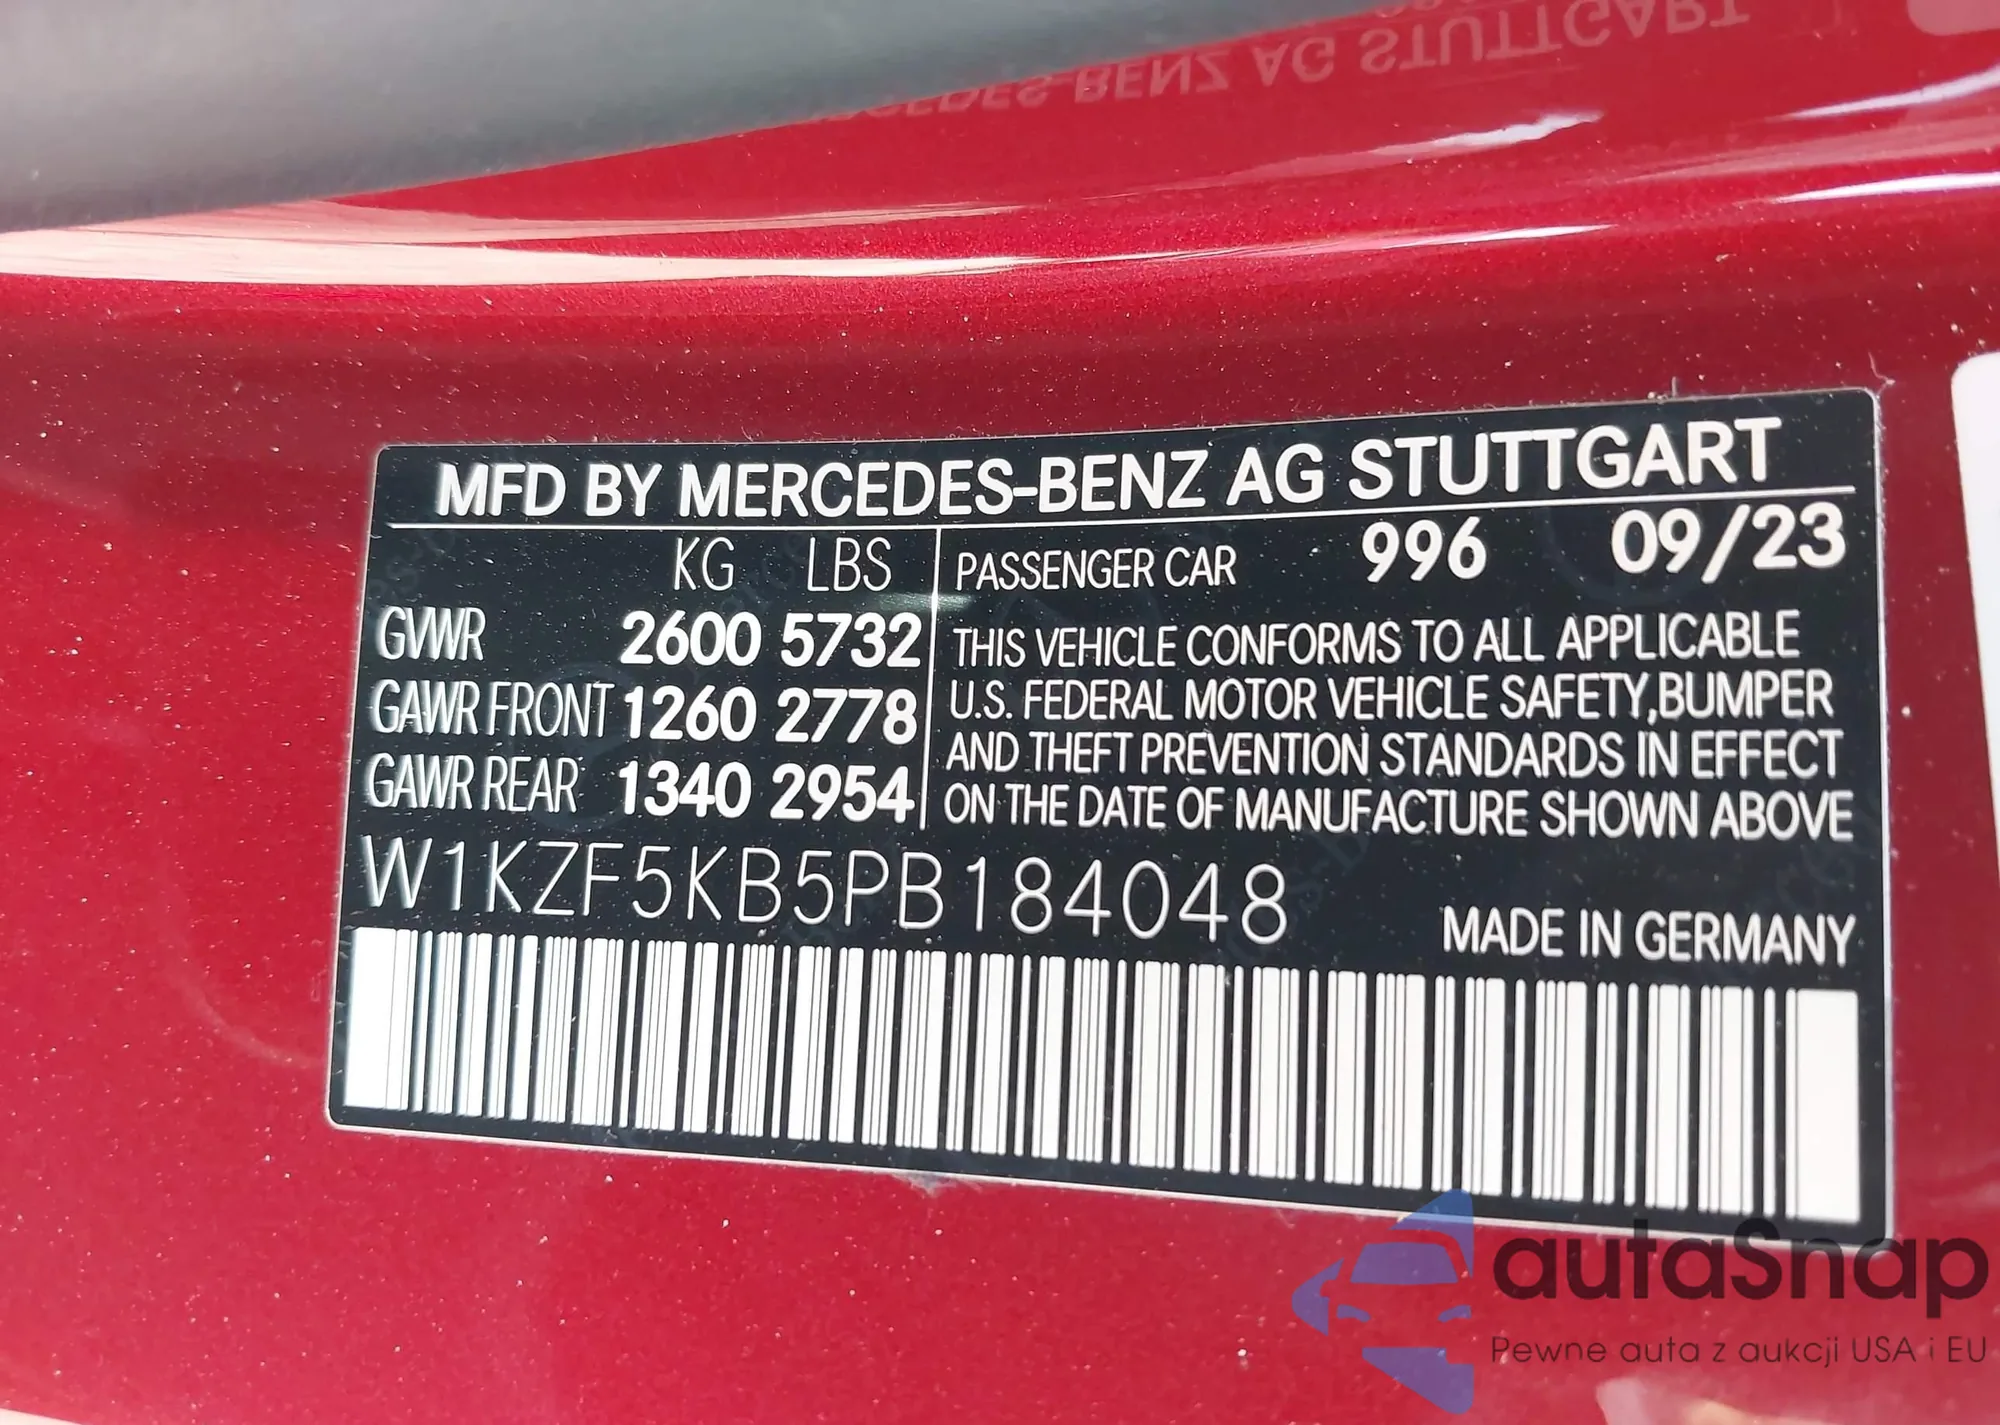 MERCEDES-BENZ AG STUTTGART
MFD BY MERCEDES-BENZ AG STUTTGART
KG LBS
GVWR 2600 5732
GAWR FRONT 1260 2778
GAWR REAR 1340 2954
PASSENGER CAR 996 09/23
THIS VEHICLE CONFORMS TO ALL APPLICABLE
U.S. FEDERAL MOTOR VEHICLE SAFETY,BUMPER
AND THEFT PREVENTION STANDARDS IN EFFECT
ON THE DATE OF MANUFACTURE SHOWN ABOVE
W1KZF5KB5PB184048
MADE IN GERMANY
autaSnap
Pewne auta z aukcji USA i EU